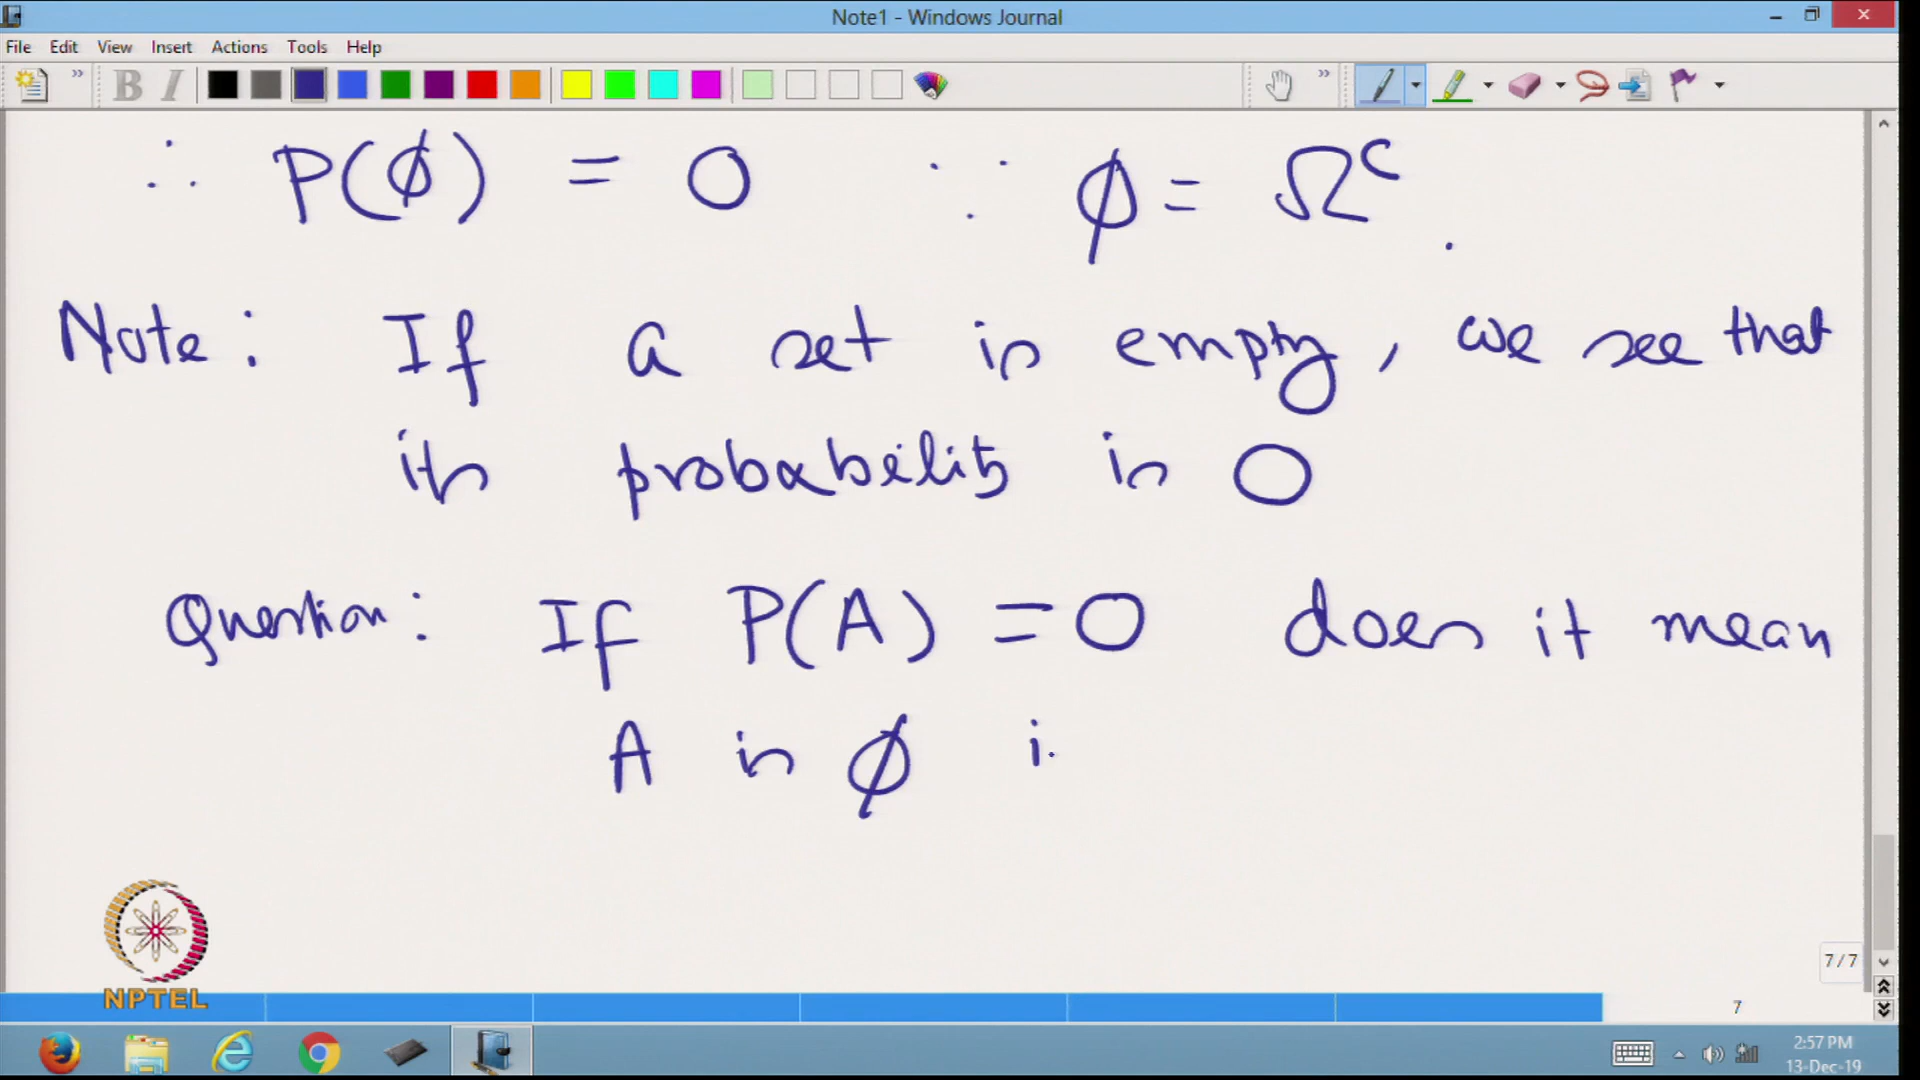 Note1 - Windows Journal
File Edit View Insert Actions Tools Help
B I
∴ P(ϕ) = 0 ∵ ϕ = Ω^c .
Note: If a set is empty, we see that
its probability is 0
Question: If P(A) = 0 does it mean
A is ϕ i
NPTEL
7/7
7
2:57 PM
13-Dec-19